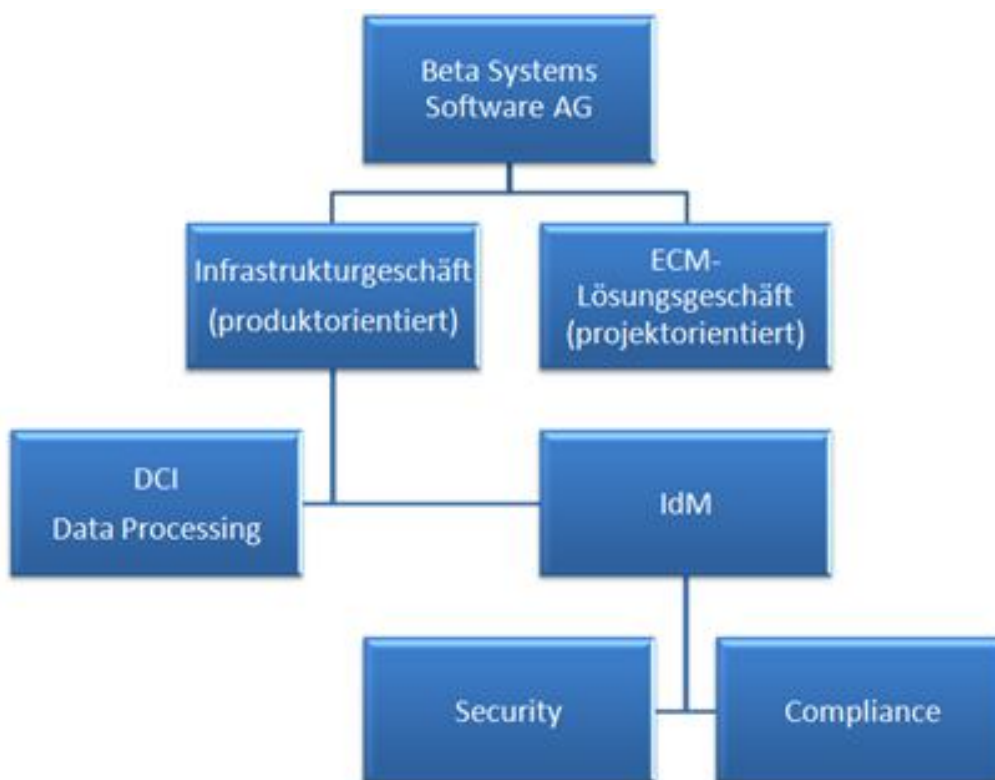 Beta Systems
Software AG
Infrastrukturgeschäft
(produktorientiert)
ECM-
Lösungsgeschäft
(projektorientiert)
DCI
Data Processing
IdM
Security
Compliance